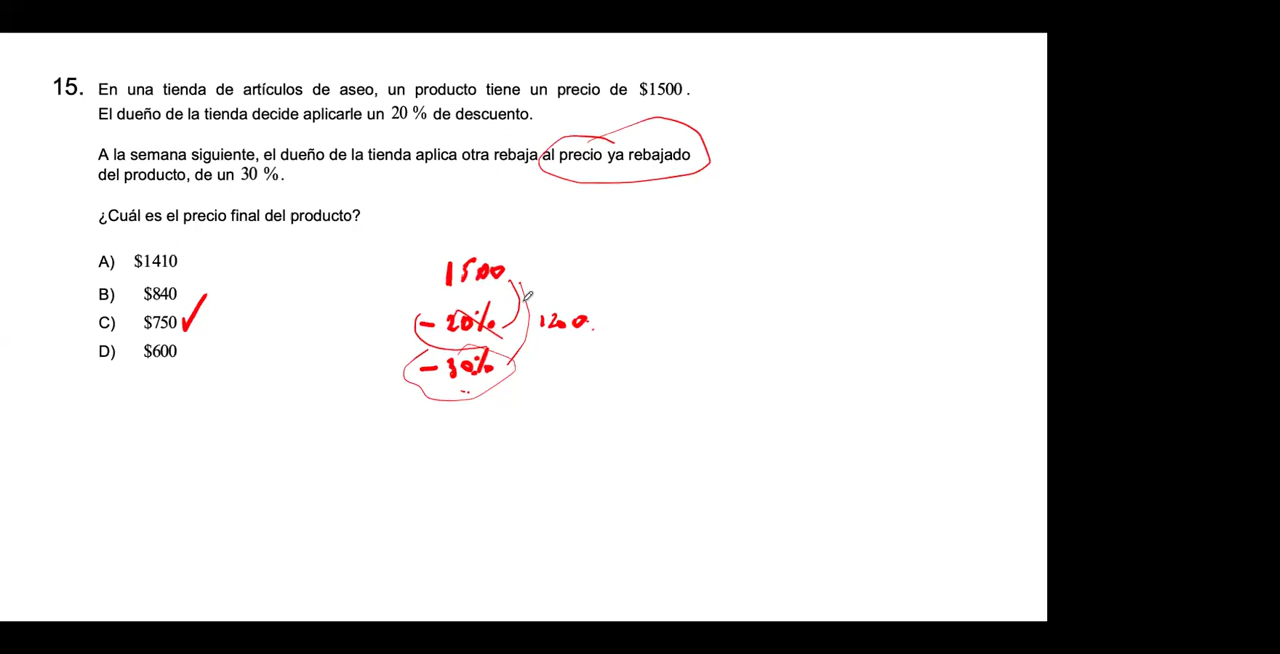 15. En una tienda de artículos de aseo, un producto tiene un precio de $1500.
El dueño de la tienda decide aplicarle un 20 % de descuento.
A la semana siguiente, el dueño de la tienda aplica otra rebaja al precio ya rebajado
del producto, de un 30 %.
¿Cuál es el precio final del producto?
A) $1410
B) $840
C) $750
D) $600
1500
- 20%
1200.
- 30%